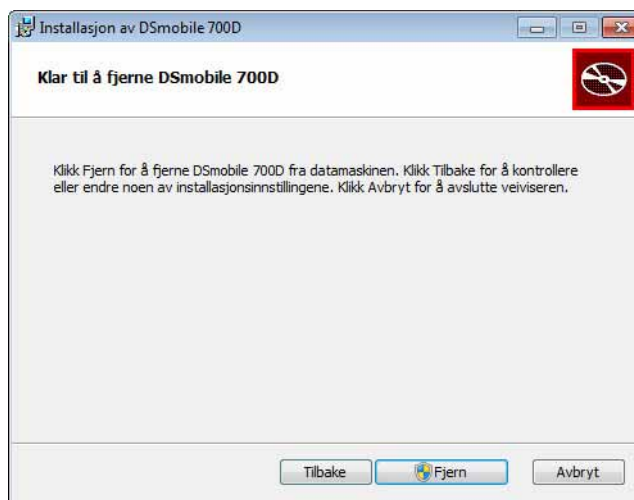 Installasjon av DSmobile 700D
Klar til å fjerne DSmobile 700D
Klikk Fjern for å fjerne DSmobile 700D fra datamaskinen. Klikk Tilbake for å kontrollere
eller endre noen av installasjonsinnstillingene. Klikk Avbryt for å avslutte veiviseren.
Tilbake Fjern Avbryt